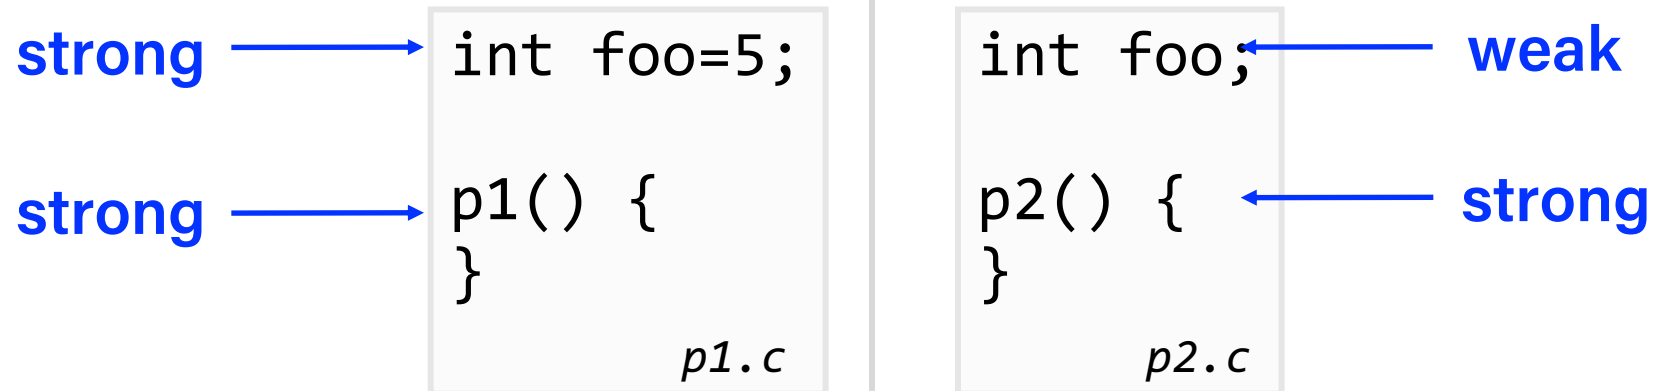 strong
int foo=5;
int foo;
weak
strong
p1() {
}
p2() {
}
strong
p1.c
p2.c